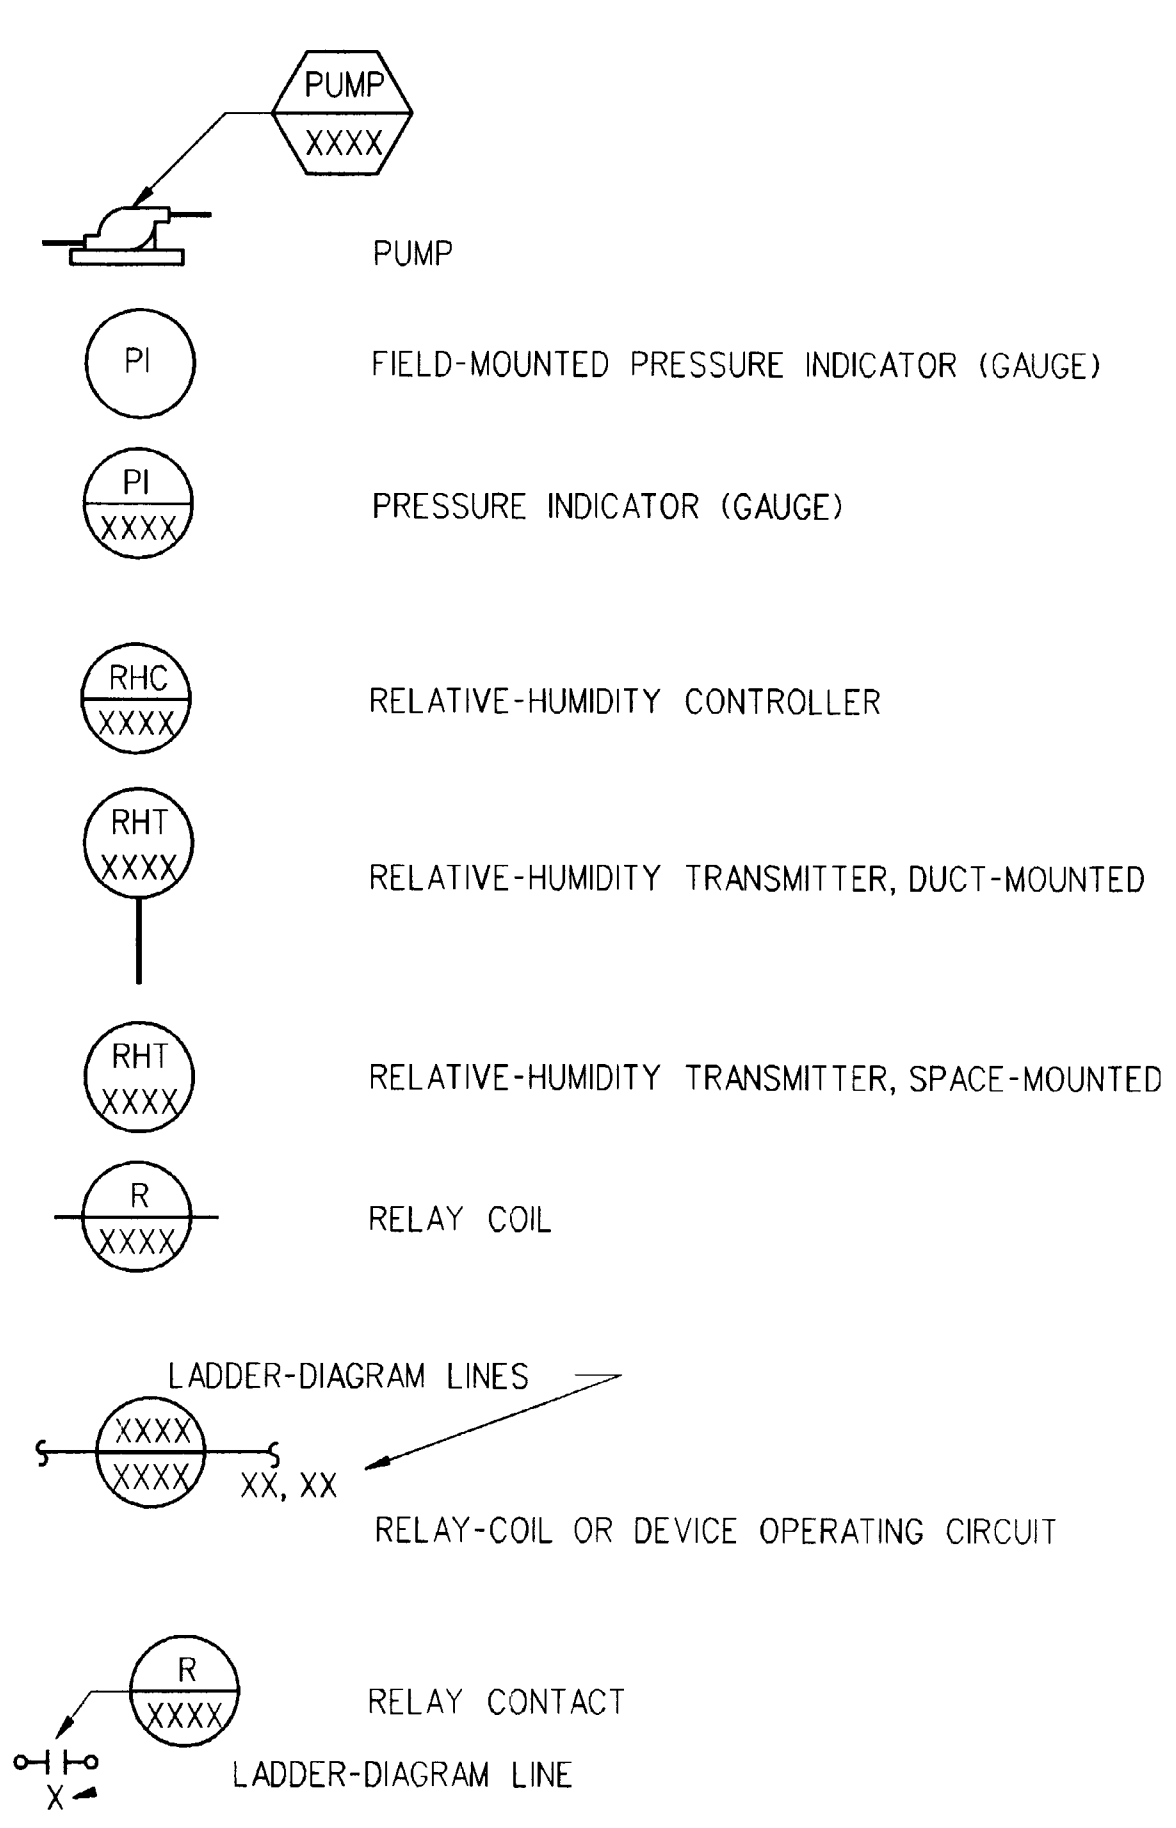 PUMP
XXXX
PUMP
PI
FIELD-MOUNTED PRESSURE INDICATOR (GAUGE)
PI
XXXX
PRESSURE INDICATOR (GAUGE)
RHC
XXXX
RELATIVE-HUMIDITY CONTROLLER
RHT
XXXX
RELATIVE-HUMIDITY TRANSMITTER, DUCT-MOUNTED
RHT
XXXX
RELATIVE-HUMIDITY TRANSMITTER, SPACE-MOUNTED
R
XXXX
RELAY COIL
LADDER-DIAGRAM LINES
XXXX
XXXX
XX, XX
RELAY-COIL OR DEVICE OPERATING CIRCUIT
R
XXXX
RELAY CONTACT
LADDER-DIAGRAM LINE
X